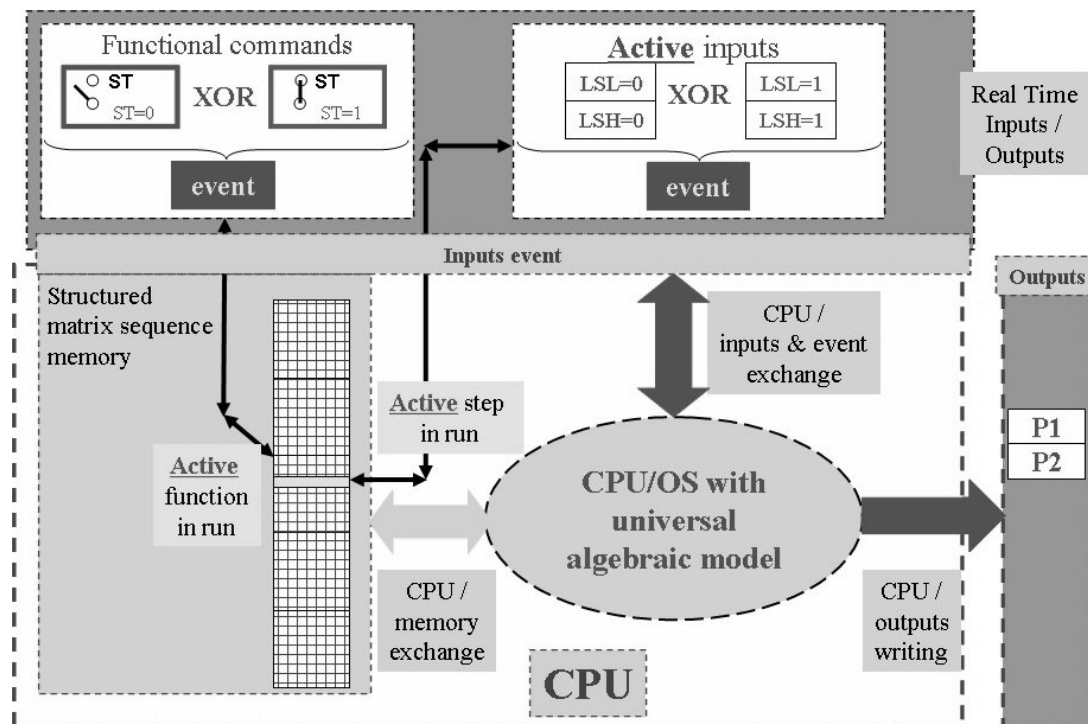 Functional commands
ST
ST=0
XOR
ST
ST=1
event
Active inputs
LSL=0
LSH=0
XOR
LSL=1
LSH=1
event
Real Time
Inputs /
Outputs
Inputs event
Outputs
Structured
matrix sequence
memory
CPU /
inputs & event
exchange
Active step
in run
Active
function
in run
P1
P2
CPU/OS with
universal
algebraic model
CPU /
memory
exchange
CPU /
outputs
writing
CPU